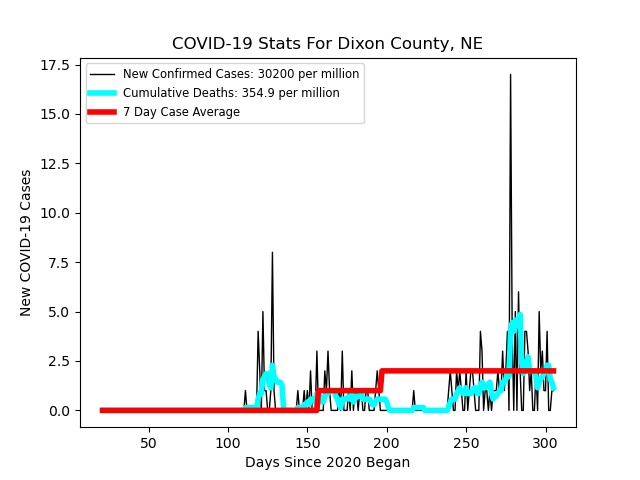 COVID-19 Stats For Dixon County, NE
New Confirmed Cases: 30200 per million
Cumulative Deaths: 354.9 per million
7 Day Case Average
17.5
15.0
12.5
10.0
7.5
5.0
2.5
0.0
New COVID-19 Cases
50 100 150 200 250 300
Days Since 2020 Began